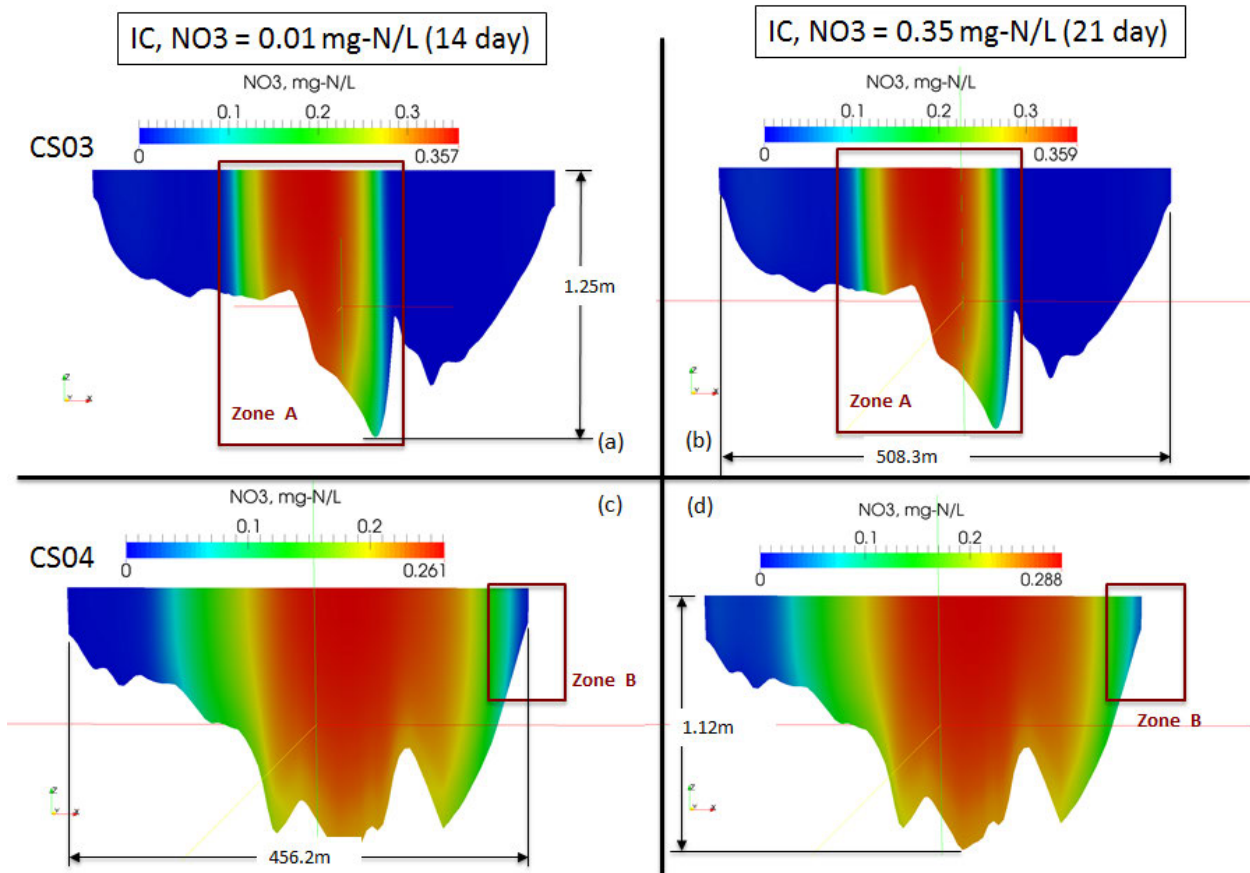 IC, NO3 = 0.01 mg-N/L (14 day)
IC, NO3 = 0.35 mg-N/L (21 day)
NO3, mg-N/L
0.1 0.2 0.3
0 0.357
CS03
NO3, mg-N/L
0.1 0.2 0.3
0 0.359
1.25m
Z
Y X
Zone A
(a)
Z
Y X
Zone A
(b)
508.3m
NO3, mg-N/L
0.1 0.2
0 0.261
CS04
(c)
(d)
NO3, mg-N/L
0.1 0.2
0 0.288
Zone B
Zone B
1.12m
Z
Y X
Z
Y X
456.2m